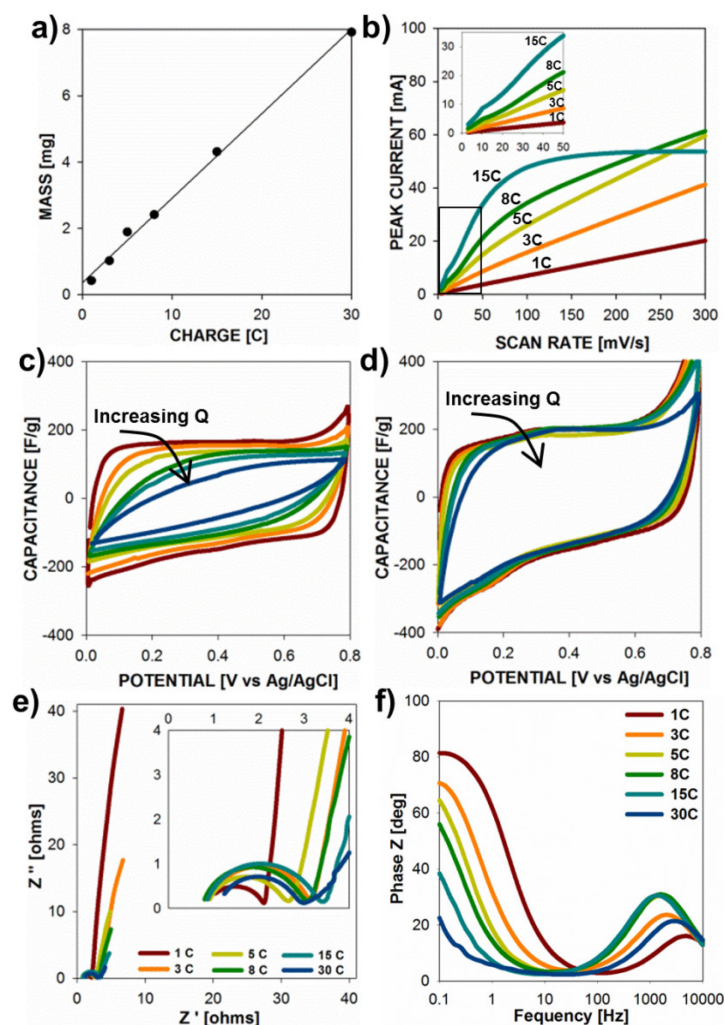 a)
8
6
4
2
0
MASS [mg]
0 10 20 30
CHARGE [C]
b)
100
80
60
40
20
0
PEAK CURRENT [mA]
30
20
10
0
0 10 20 30 40 50
15C
8C
5C
3C
1C
15C
8C
5C
3C
1C
0 50 100 150 200 250 300
SCAN RATE [mV/s]
c)
400
200
0
-200
-400
CAPACITANCE [F/g]
Increasing Q
0.0 0.2 0.4 0.6 0.8
POTENTIAL [V vs Ag/AgCl]
d)
400
200
0
-200
-400
CAPACITANCE [F/g]
Increasing Q
0.0 0.2 0.4 0.6 0.8
POTENTIAL [V vs Ag/AgCl]
e)
40
30
20
10
0
Z" [ohms]
0 1 2 3 4
4
3
2
1
0
1 C 5 C 15 C
3 C 8 C 30 C
0 10 20 30 40
Z' [ohms]
f)
100
80
60
40
20
0
Phase Z [deg]
1C
3C
5C
8C
15C
30C
0.1 1 10 100 1000 10000
Fequency [Hz]